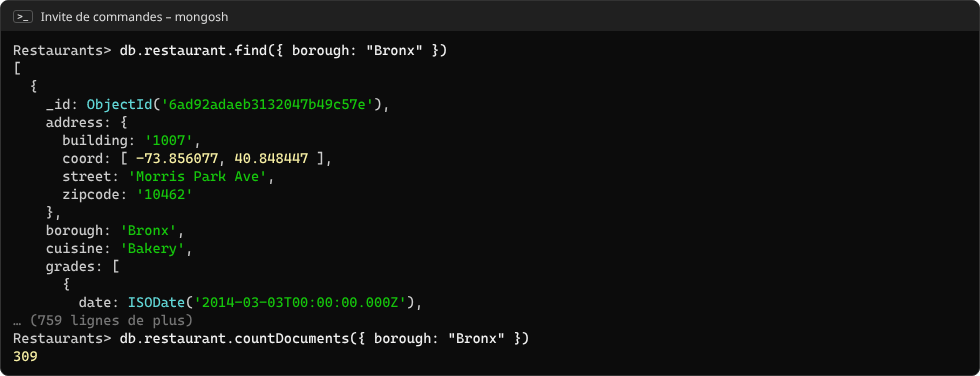 >_ Invite de commandes – mongosh
Restaurants> db.restaurant.find({ borough: "Bronx" })
[
  {
    _id: ObjectId('6ad92adaeb3132047b49c57e'),
    address: {
      building: '1007',
      coord: [ -73.856077, 40.848447 ],
      street: 'Morris Park Ave',
      zipcode: '10462'
    },
    borough: 'Bronx',
    cuisine: 'Bakery',
    grades: [
      {
        date: ISODate('2014-03-03T00:00:00.000Z'),
… (759 lignes de plus)
Restaurants> db.restaurant.countDocuments({ borough: "Bronx" })
309